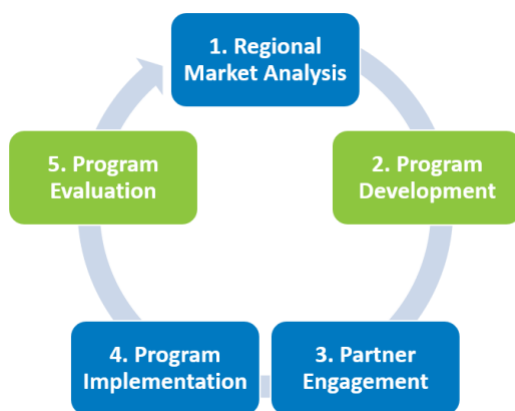 1. Regional
Market Analysis
2. Program
Development
3. Partner
Engagement
4. Program
Implementation
5. Program
Evaluation